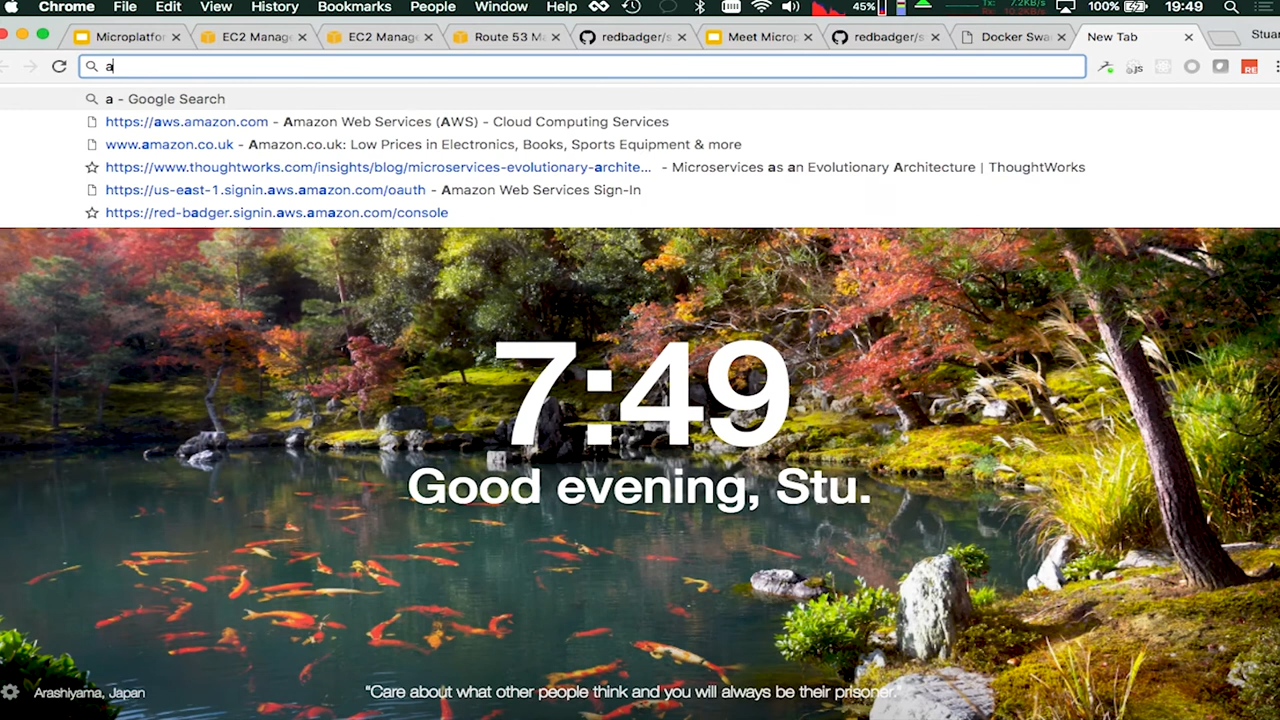 Chrome File Edit View History Bookmarks People Window Help 45% 100% 19:49
Microplatfor EC2 Manage EC2 Manage Route 53 M redbadger/s Meet Microp redbadger/s Docker Swa New Tab Stuar
a
a - Google Search
https://aws.amazon.com - Amazon Web Services (AWS) - Cloud Computing Services
www.amazon.co.uk - Amazon.co.uk: Low Prices in Electronics, Books, Sports Equipment & more
https://www.thoughtworks.com/insights/blog/microservices-evolutionary-archite... - Microservices as an Evolutionary Architecture | ThoughtWorks
https://us-east-1.signin.aws.amazon.com/oauth - Amazon Web Services Sign-In
https://red-badger.signin.aws.amazon.com/console
7:49
Good evening, Stu.
Arashiyama, Japan
"Care about what other people think and you will always be their prisoner."